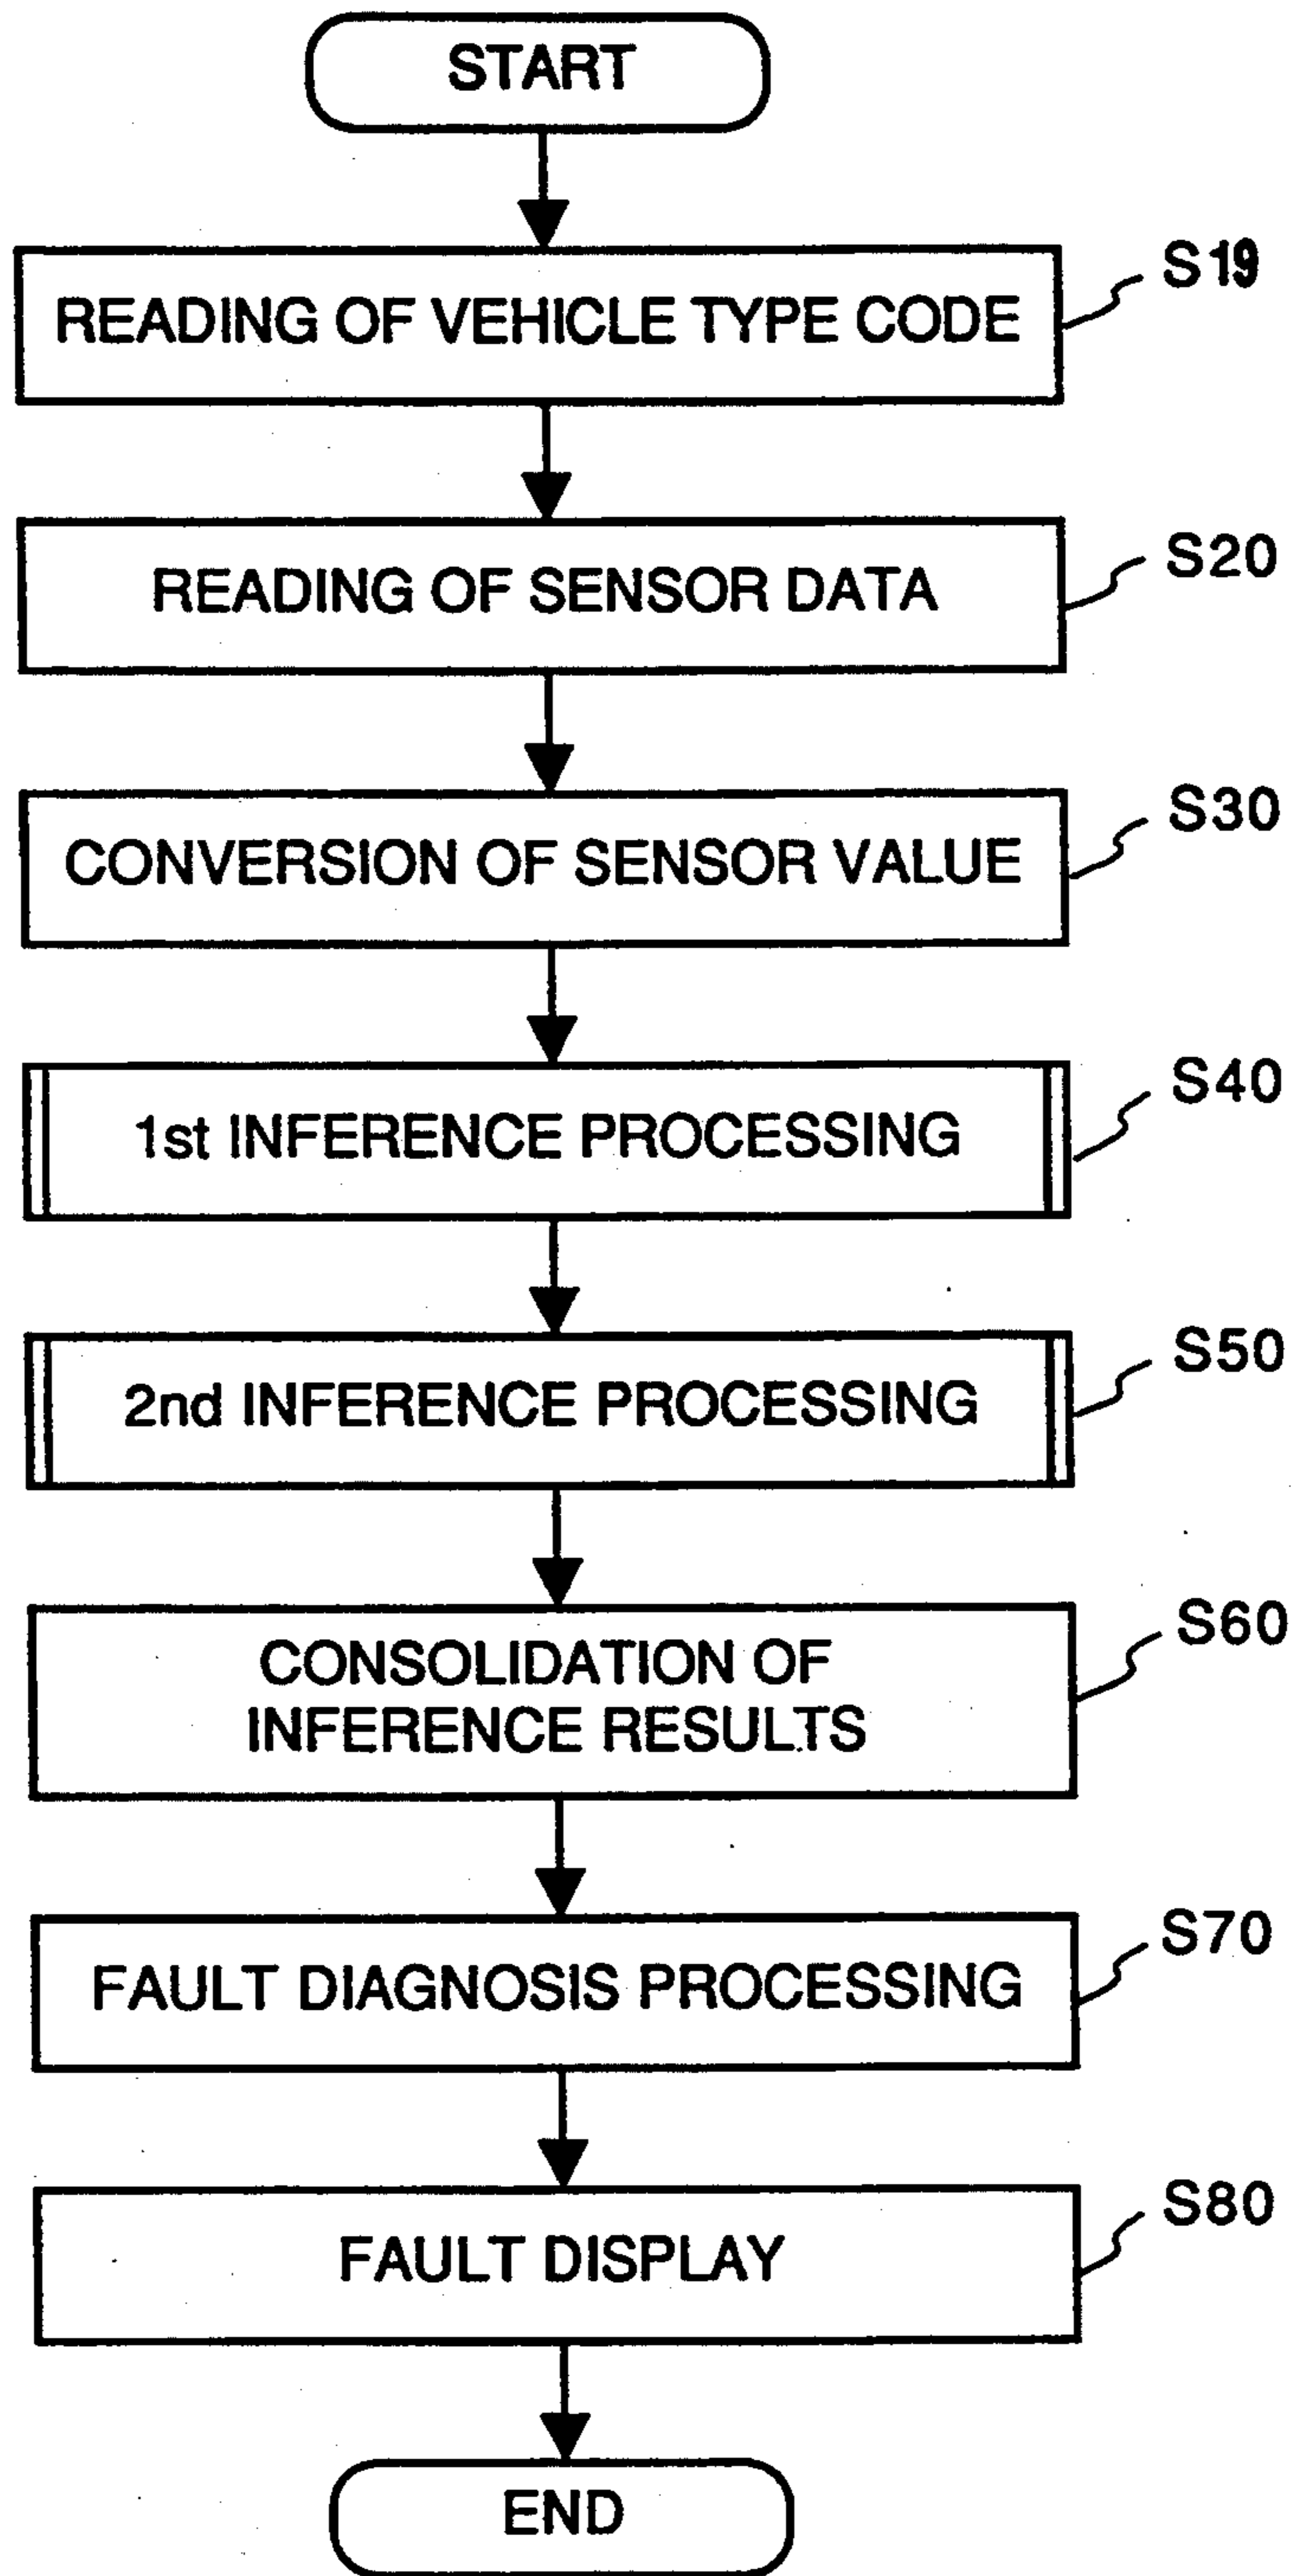 START
READING OF VEHICLE TYPE CODE
S19
READING OF SENSOR DATA
S20
CONVERSION OF SENSOR VALUE
S30
1st INFERENCE PROCESSING
S40
2nd INFERENCE PROCESSING
S50
CONSOLIDATION OF
INFERENCE RESULTS
S60
FAULT DIAGNOSIS PROCESSING
S70
FAULT DISPLAY
S80
END